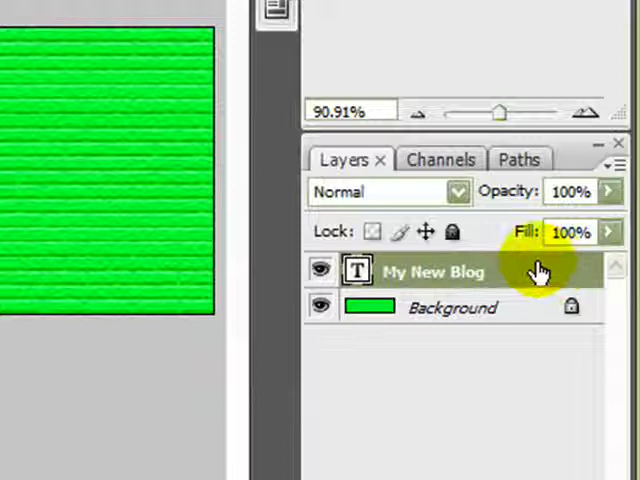 90.91%
Layers × Channels Paths
Normal Opacity: 100%
Lock: Fill: 100%
T My New Blog
Background